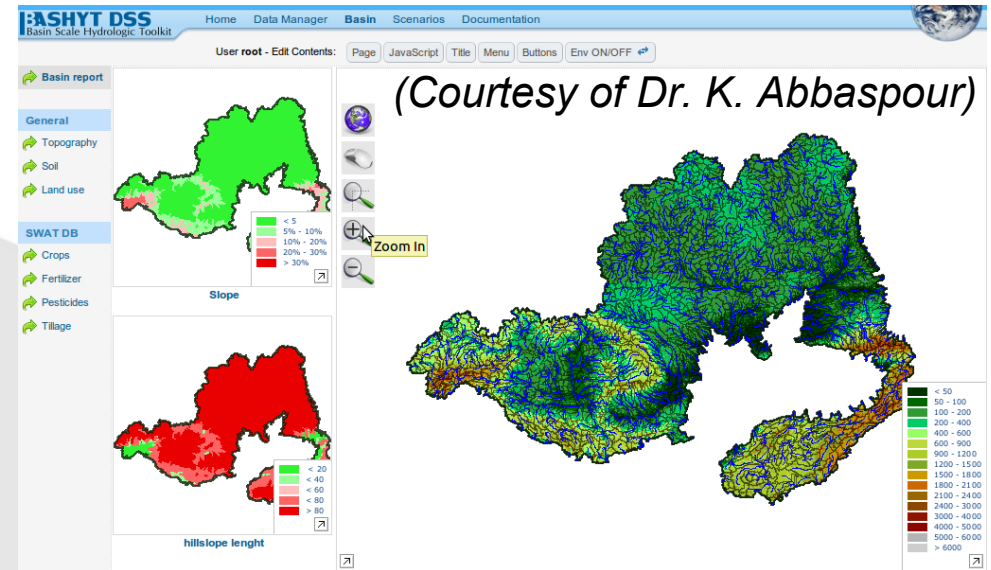 BASHYT DSS
Basin Scale Hydrologic Toolkit
Home Data Manager Basin Scenarios Documentation
User root - Edit Contents: Page JavaScript Title Menu Buttons Env ON/OFF
Basin report
General
Topography
Soil
Land use
SWAT DB
Crops
Fertilizer
Pesticides
Tillage
< 5
5% - 10%
10% - 20%
20% - 30%
> 30%
Slope
< 20
< 40
< 60
< 80
> 80
hillslope lenght
(Courtesy of Dr. K. Abbaspour)
Zoom In
< 50
50 - 100
100 - 200
200 - 400
400 - 600
600 - 900
900 - 1200
1200 - 1500
1500 - 1800
1800 - 2100
2100 - 2400
2400 - 3000
3000 - 4000
4000 - 5000
5000 - 6000
> 6000